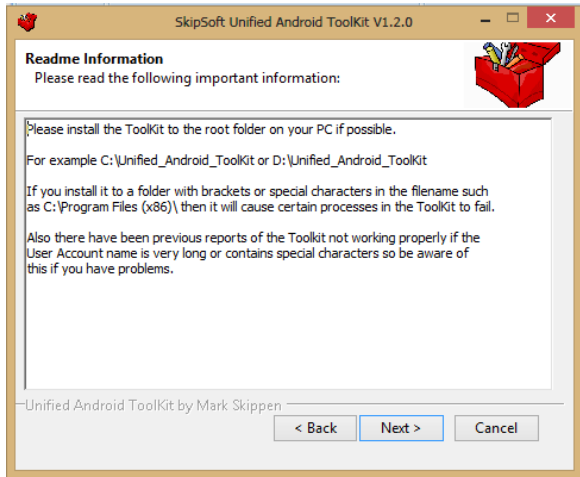 SkipSoft Unified Android ToolKit V1.2.0
Readme Information
Please read the following important information:
Please install the ToolKit to the root folder on your PC if possible.
For example C:\Unified_Android_ToolKit or D:\Unified_Android_ToolKit
If you install it to a folder with brackets or special characters in the filename such
as C:\Program Files (x86)\ then it will cause certain processes in the ToolKit to fail.
Also there have been previous reports of the Toolkit not working properly if the
User Account name is very long or contains special characters so be aware of
this if you have problems.
Unified Android ToolKit by Mark Skippen
< Back Next > Cancel